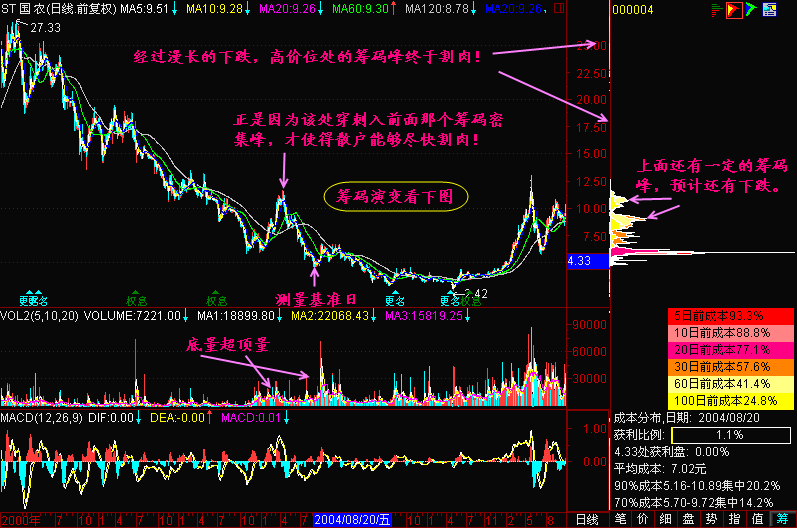 ST 国 农(日线.前复权) MA5:9.51↓ MA10:9.28↓ MA20:9.26↓ MA60:9.30↑ MA120:8.78↓
000004
27.33
经过漫长的下跌，高价位处的筹码峰终于割肉！
25.00
22.50
20.00
正是因为该处穿刺入前面那个筹码密
集峰，才使得散户能够尽快割肉！
17.50
15.00
上面还有一定的筹码
峰，预计还有下跌。
12.50
筹码演变看下图
10.00
7.50
4.33
测量基准日
2.42
更名 权息 权息 更名 更名 权息
VOL2(5,10,20) VOLUME:7221.00↓ MA1:18899.80↓ MA2:22068.43↓ MA3:15819.25↓
底量超顶量
90000
60000
30000
5日前成本93.3%
10日前成本88.8%
20日前成本77.1%
30日前成本57.6%
60日前成本41.4%
100日前成本24.8%
MACD(12,26,9) DIF:0.00↓ DEA:-0.00↑ MACD:0.01↓
1.00
0.00
成本分布,日期: 2004/08/20
获利比例: 1.1%
4.33处获利盘: 0.00%
平均成本: 7.02元
90%成本5.16-10.89集中20.2%
70%成本5.70-9.72集中14.2%
2000年 7 10 1 4 7 10 1 4 7 10 1 4 2004/08/20/五 10 12 2 4 7 10 12 2 5 8 日线 笔 价 细 盘 势 指 值 筹